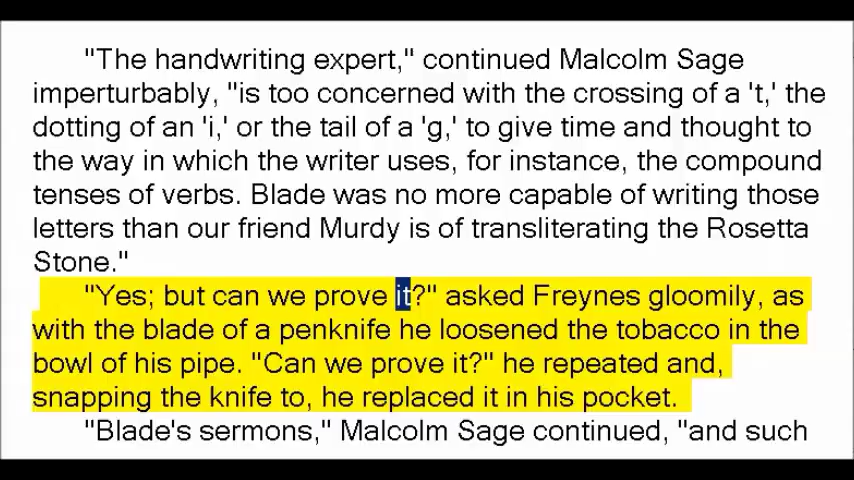 "The handwriting expert," continued Malcolm Sage
imperturbably, "is too concerned with the crossing of a 't,' the
dotting of an 'i,' or the tail of a 'g,' to give time and thought to
the way in which the writer uses, for instance, the compound
tenses of verbs. Blade was no more capable of writing those
letters than our friend Murdy is of transliterating the Rosetta
Stone."
"Yes; but can we prove it?" asked Freynes gloomily, as
with the blade of a penknife he loosened the tobacco in the
bowl of his pipe. "Can we prove it?" he repeated and,
snapping the knife to, he replaced it in his pocket.
"Blade's sermons," Malcolm Sage continued, "and such